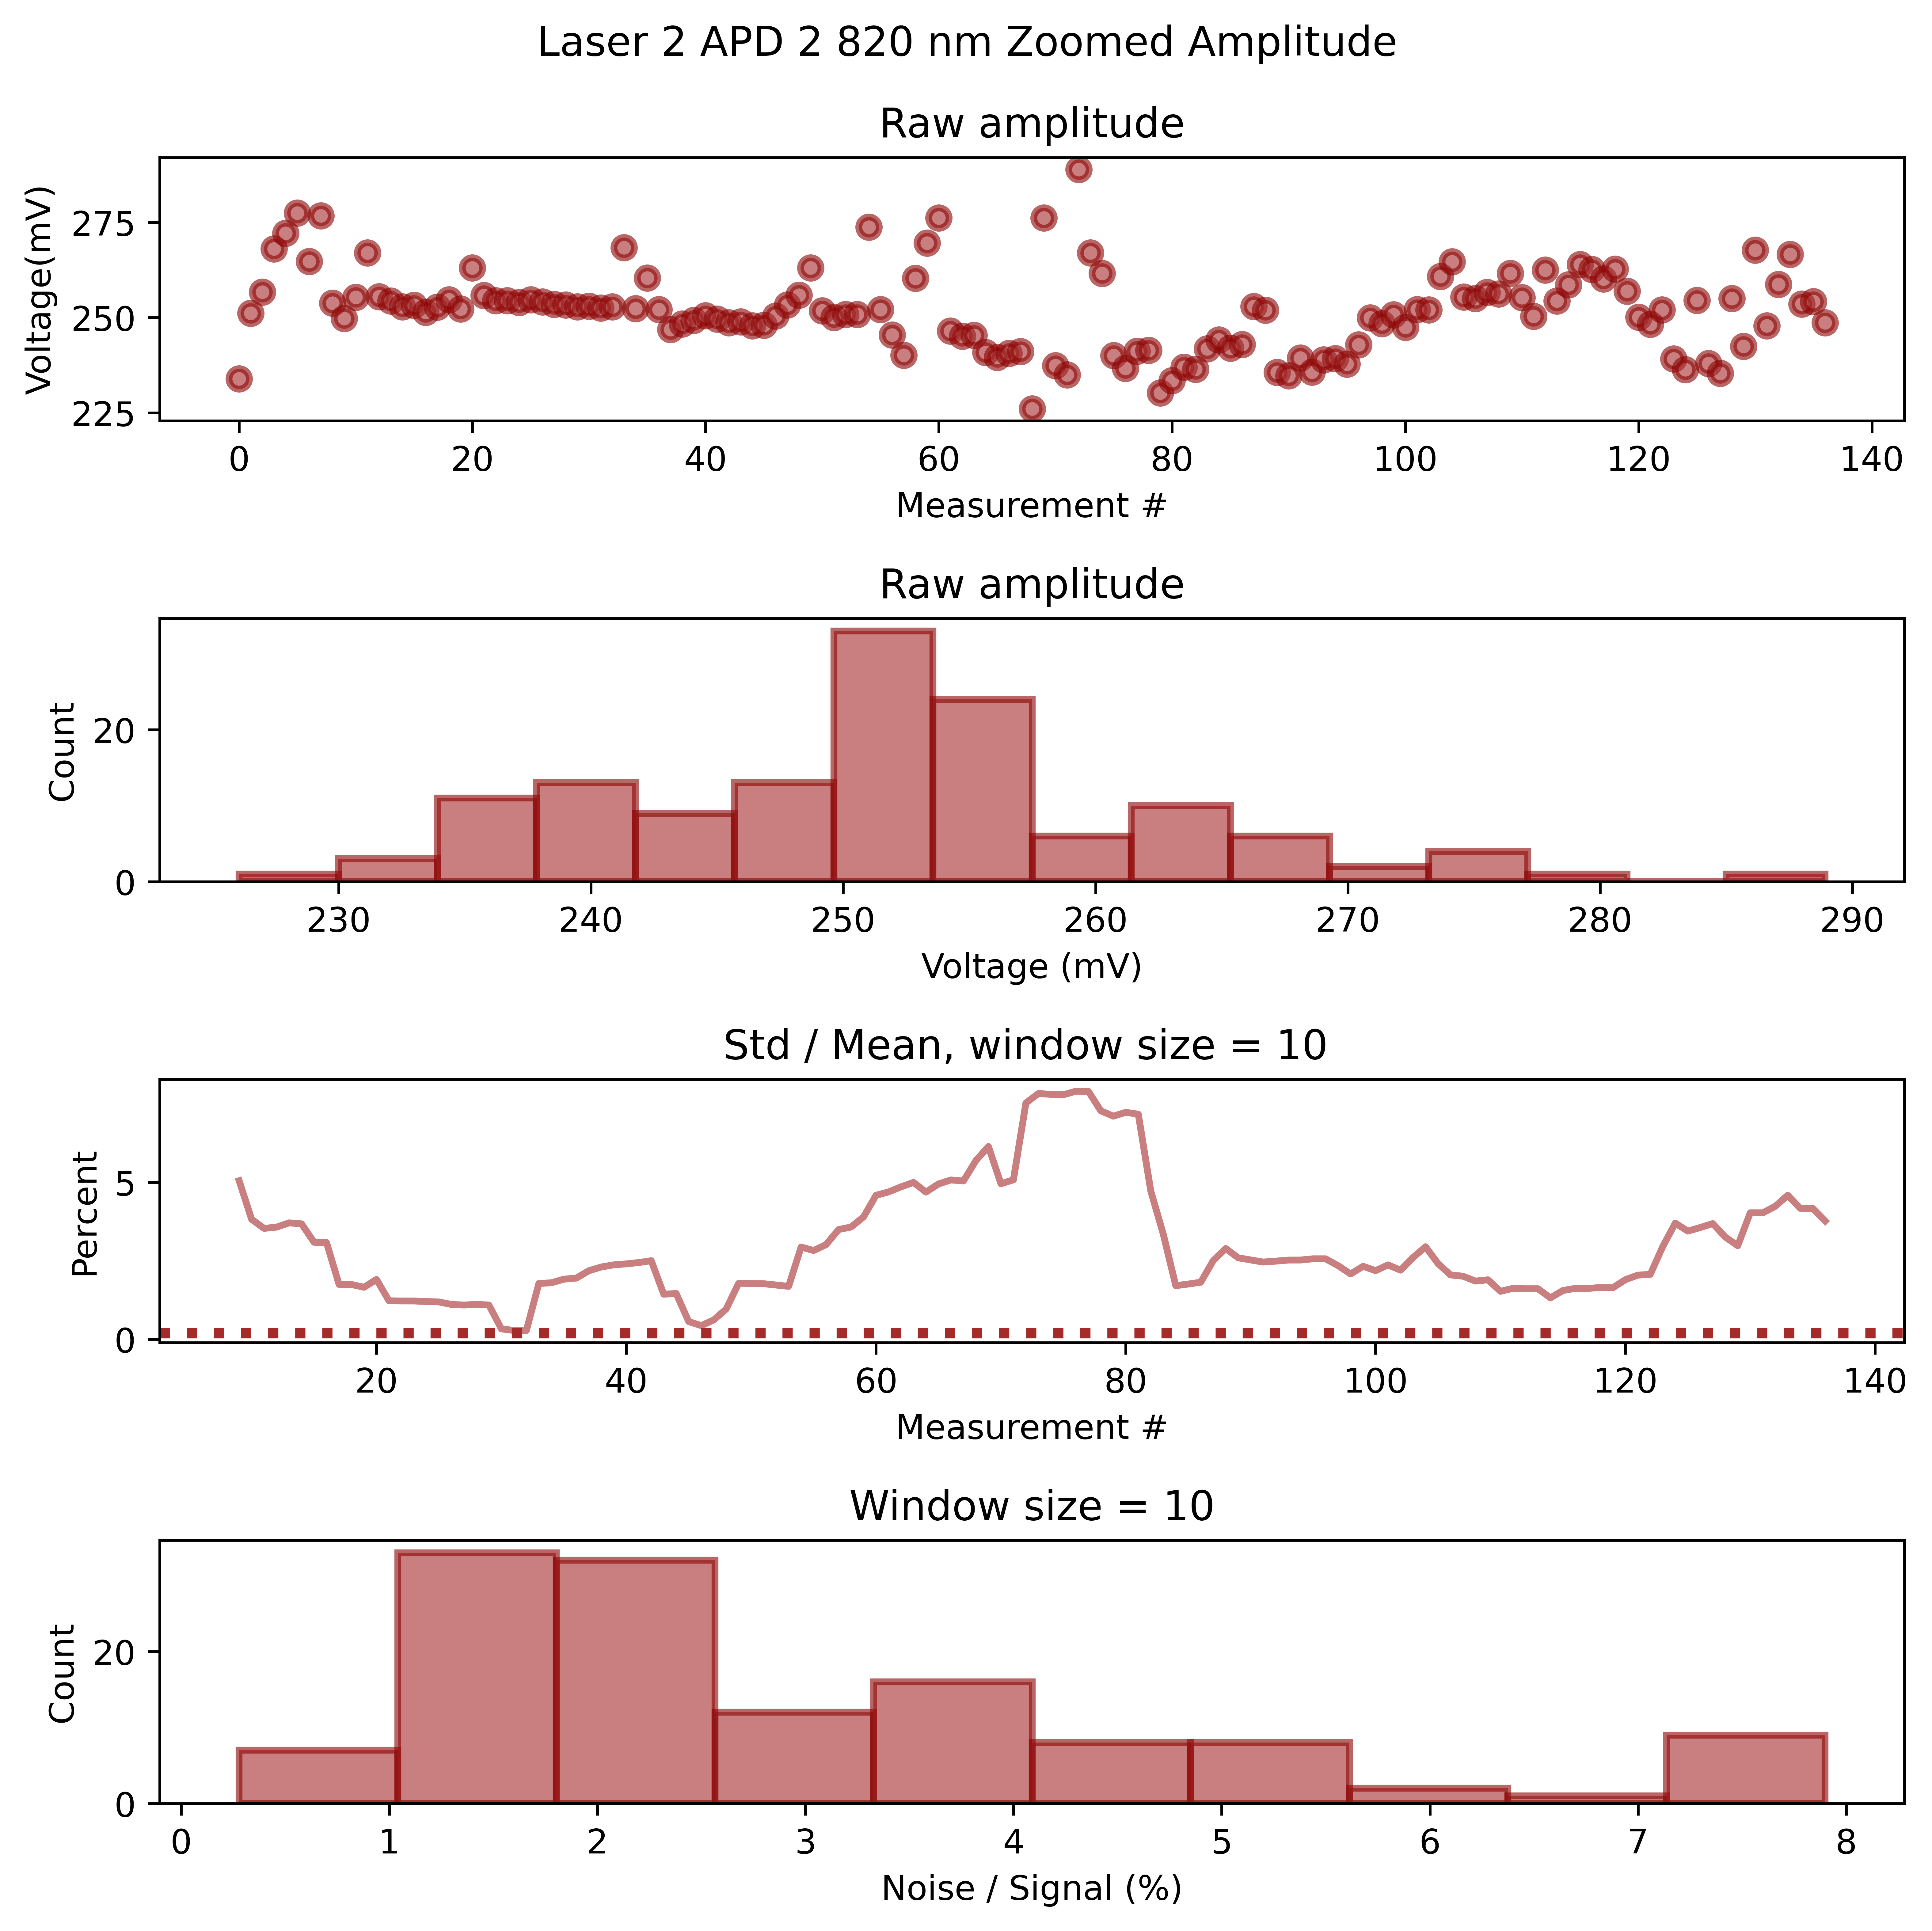 Laser 2 APD 2 820 nm Zoomed Amplitude
Raw amplitude
Voltage(mV)
275
250
225
0 20 40 60 80 100 120 140
Measurement #
Raw amplitude
Count
20
0
230 240 250 260 270 280 290
Voltage (mV)
Std / Mean, window size = 10
Percent
5
0
20 40 60 80 100 120 140
Measurement #
Window size = 10
Count
20
0
0 1 2 3 4 5 6 7 8
Noise / Signal (%)